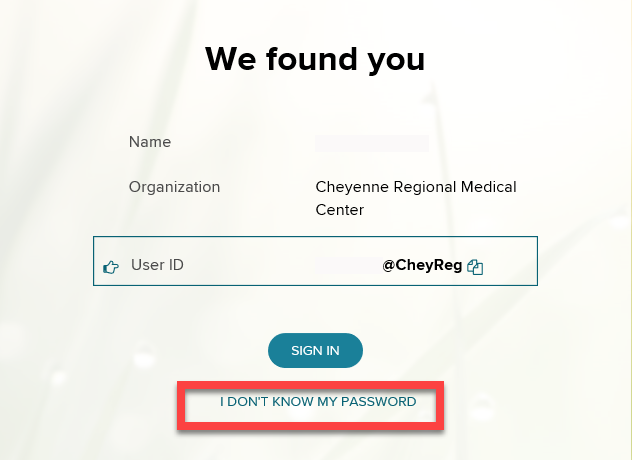 We found you
Name
Organization
Cheyenne Regional Medical
Center
User ID
@CheyReg
SIGN IN
I DON'T KNOW MY PASSWORD